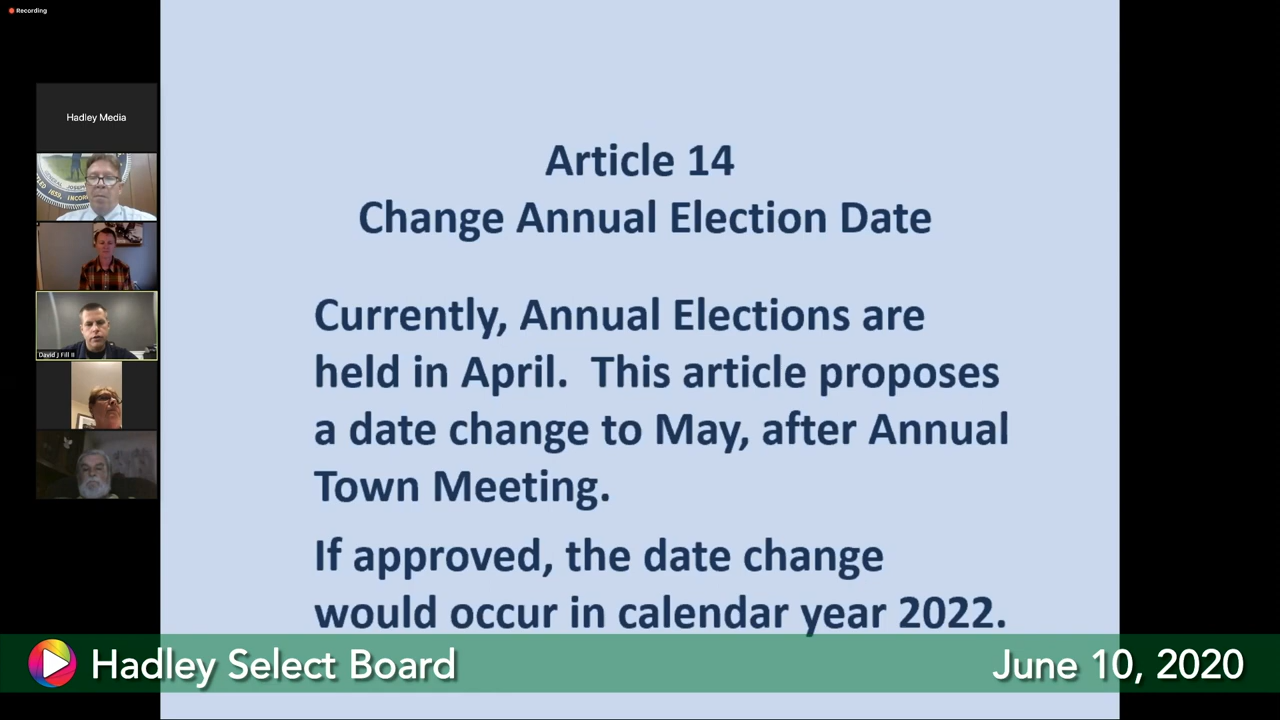 Recording
Hadley Media
David J Fill II
Article 14
Change Annual Election Date
Currently, Annual Elections are
held in April.  This article proposes
a date change to May, after Annual
Town Meeting.
If approved, the date change
would occur in calendar year 2022.
Hadley Select Board
June 10, 2020